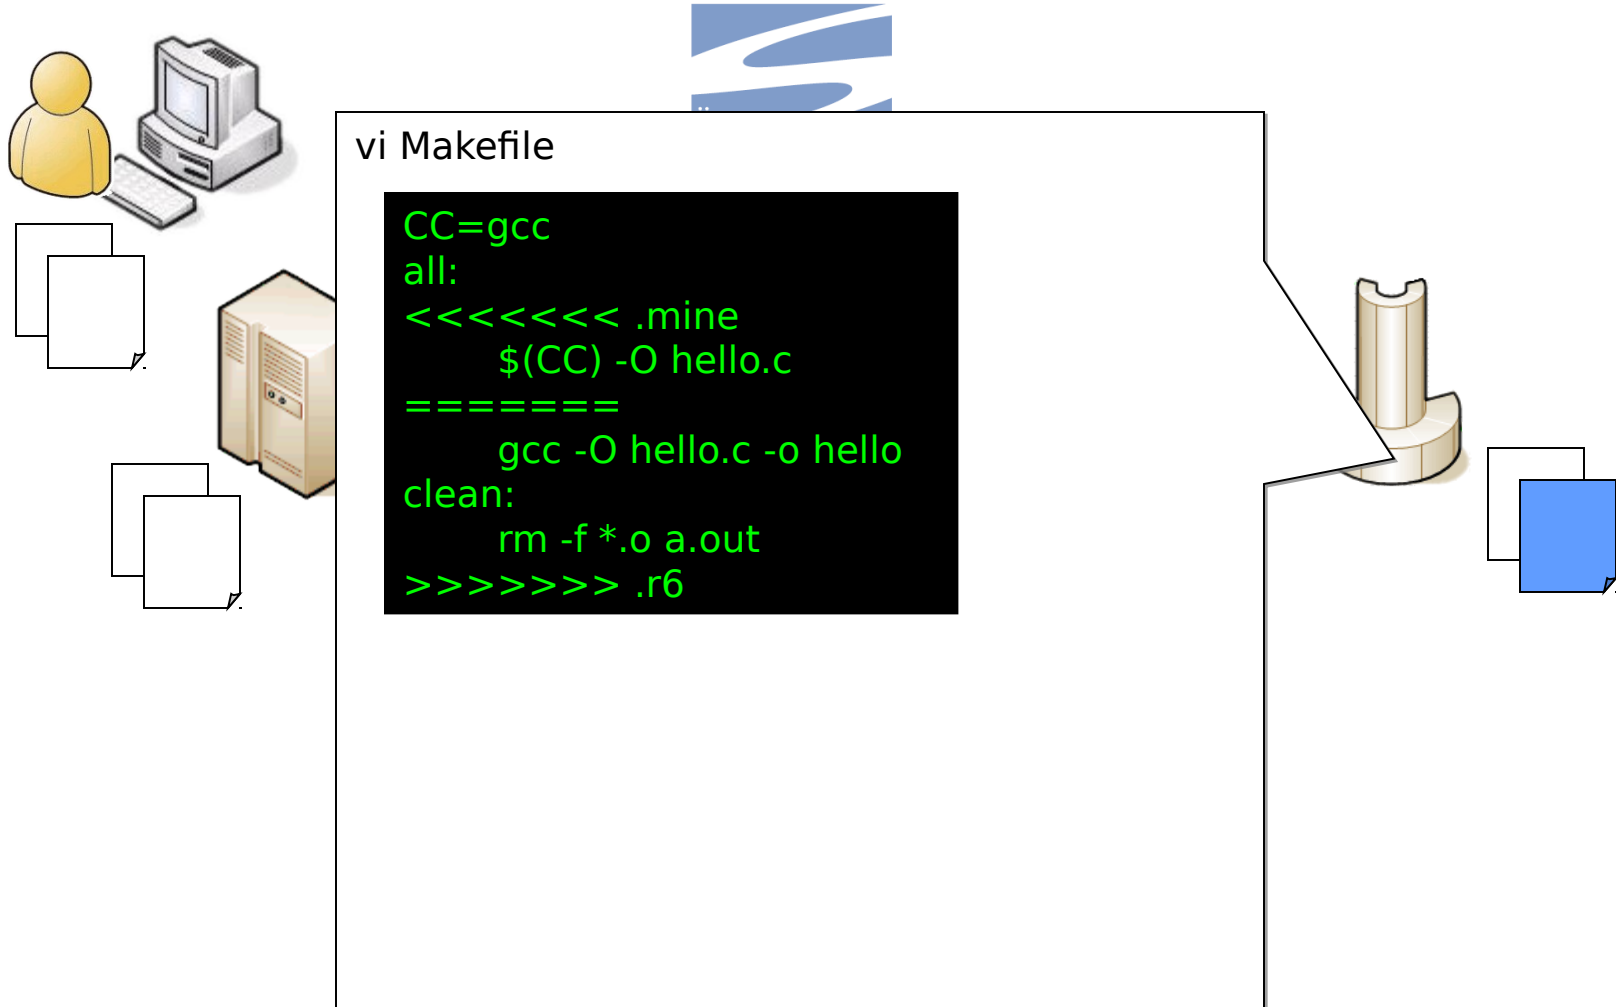 vi Makefile
CC=gcc
all:
<<<<<<< .mine
$(CC) -O hello.c
=======
gcc -O hello.c -o hello
clean:
rm -f *.o a.out
>>>>>>> .r6